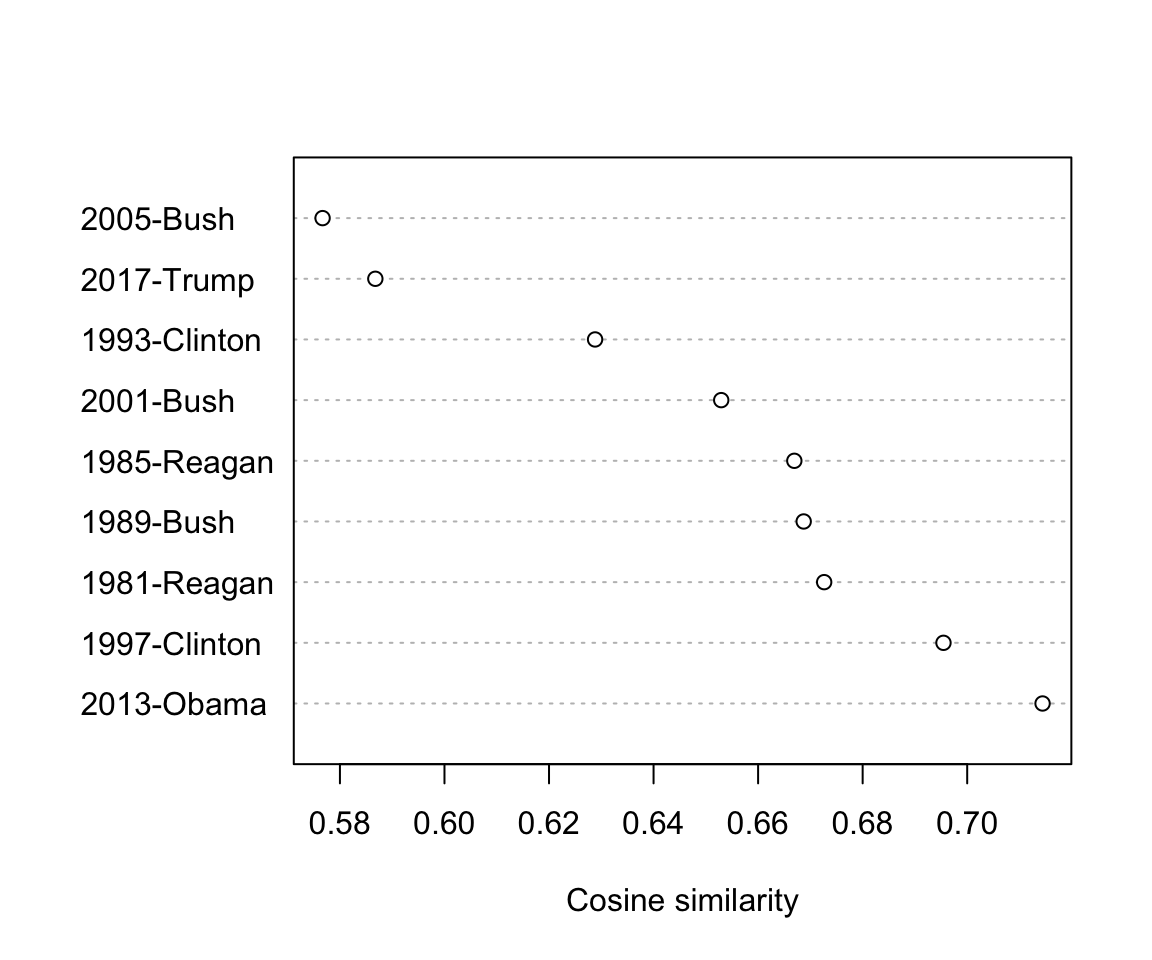 2005-Bush
2017-Trump
1993-Clinton
2001-Bush
1985-Reagan
1989-Bush
1981-Reagan
1997-Clinton
2013-Obama
0.58 0.60 0.62 0.64 0.66 0.68 0.70
Cosine similarity